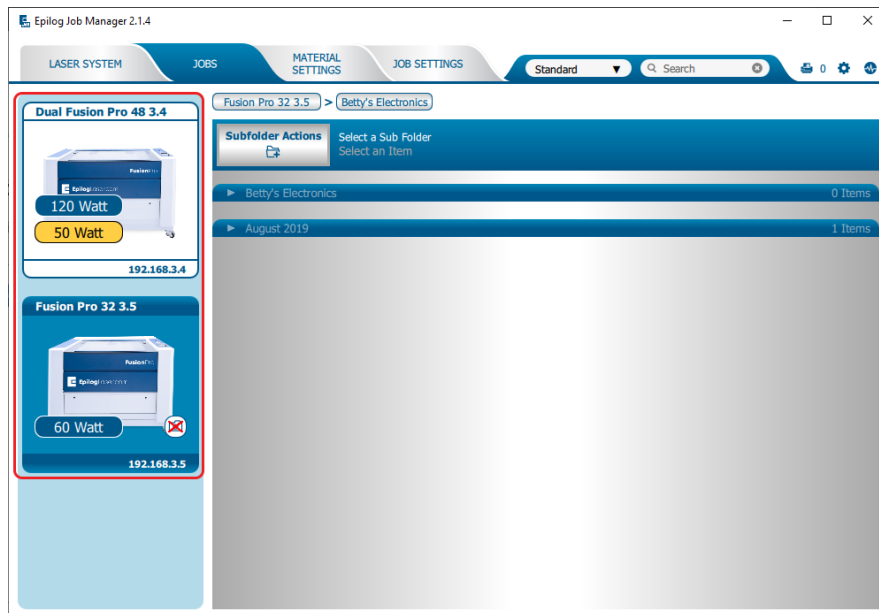 Epilog Job Manager 2.1.4
LASER SYSTEM
JOBS
MATERIAL
SETTINGS
JOB SETTINGS
Standard
Search
0
Dual Fusion Pro 48 3.4
FusionPro
120 Watt
50 Watt
192.168.3.4
Fusion Pro 32 3.5
FusionPro
60 Watt
192.168.3.5
Fusion Pro 32 3.5 > Betty's Electronics
Subfolder Actions
Select a Sub Folder
Select an Item
Betty's Electronics 0 Items
August 2019 1 Items